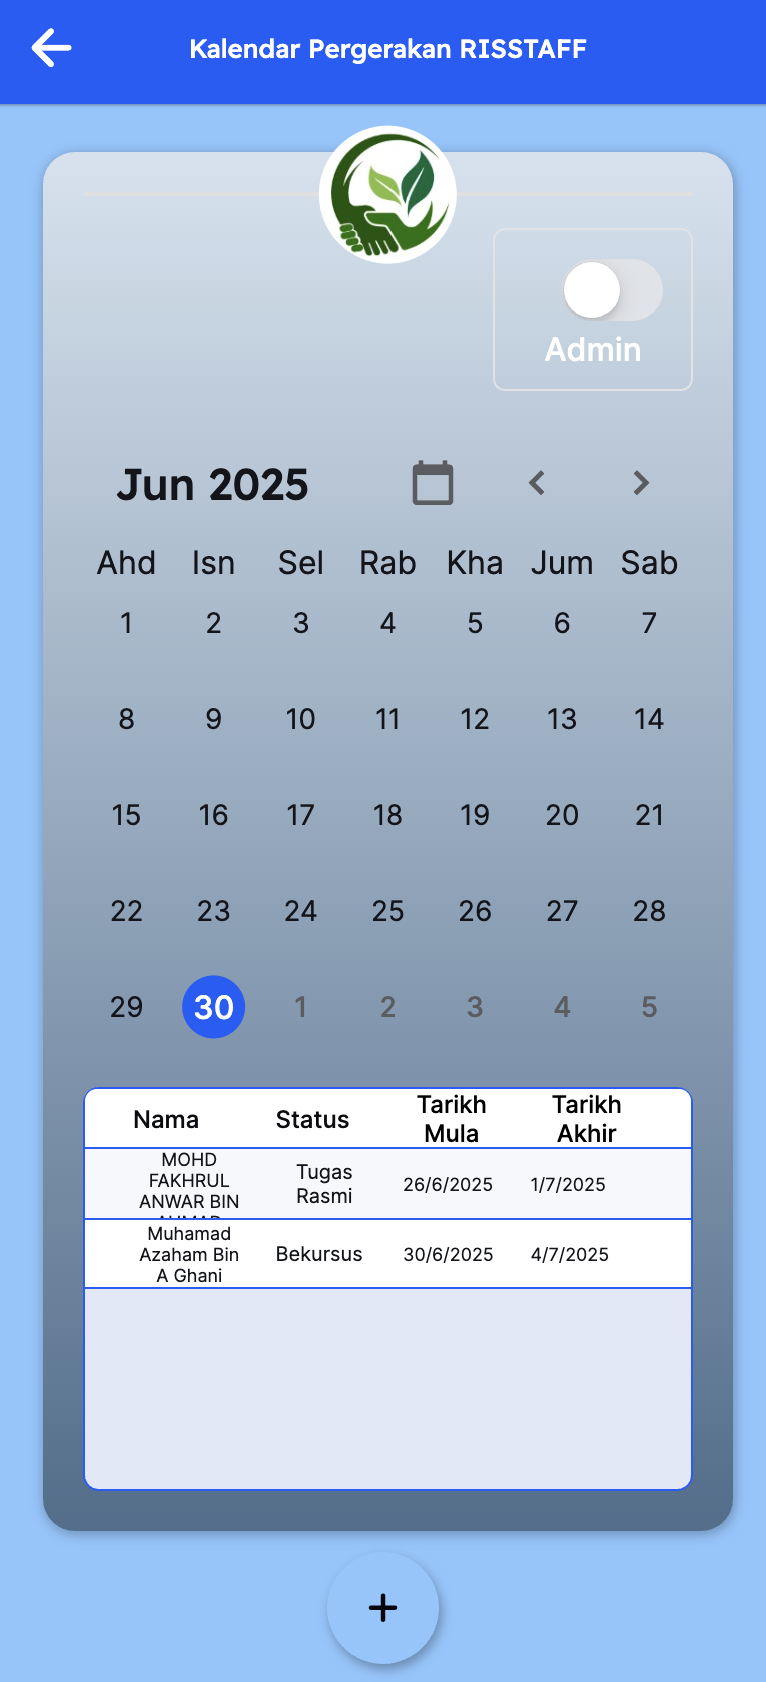 Kalendar Pergerakan RISSTAFF
Admin
Jun 2025
Ahd Isn Sel Rab Kha Jum Sab
1 2 3 4 5 6 7
8 9 10 11 12 13 14
15 16 17 18 19 20 21
22 23 24 25 26 27 28
29 30 1 2 3 4 5
Nama Status Tarikh Mula Tarikh Akhir
MOHD
FAKHRUL
ANWAR BIN
Tugas
Rasmi
26/6/2025
1/7/2025
Muhamad
Azaham Bin
A Ghani
Bekursus
30/6/2025
4/7/2025